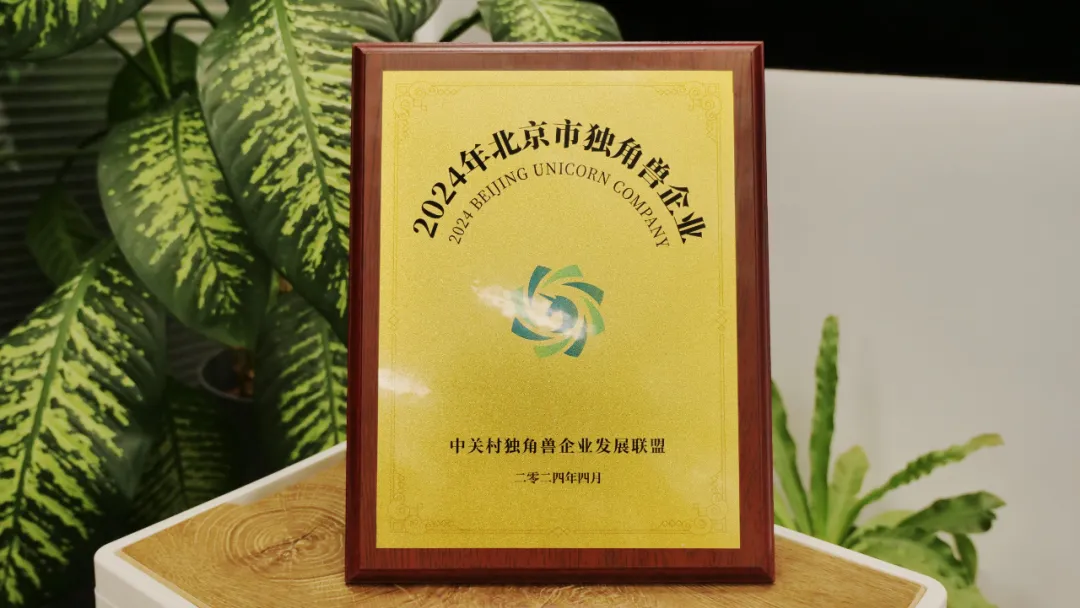 2024年北京市独角兽企业
2024 BEIJING UNICORN COMPANY
中关村独角兽企业发展联盟
二零二四年四月